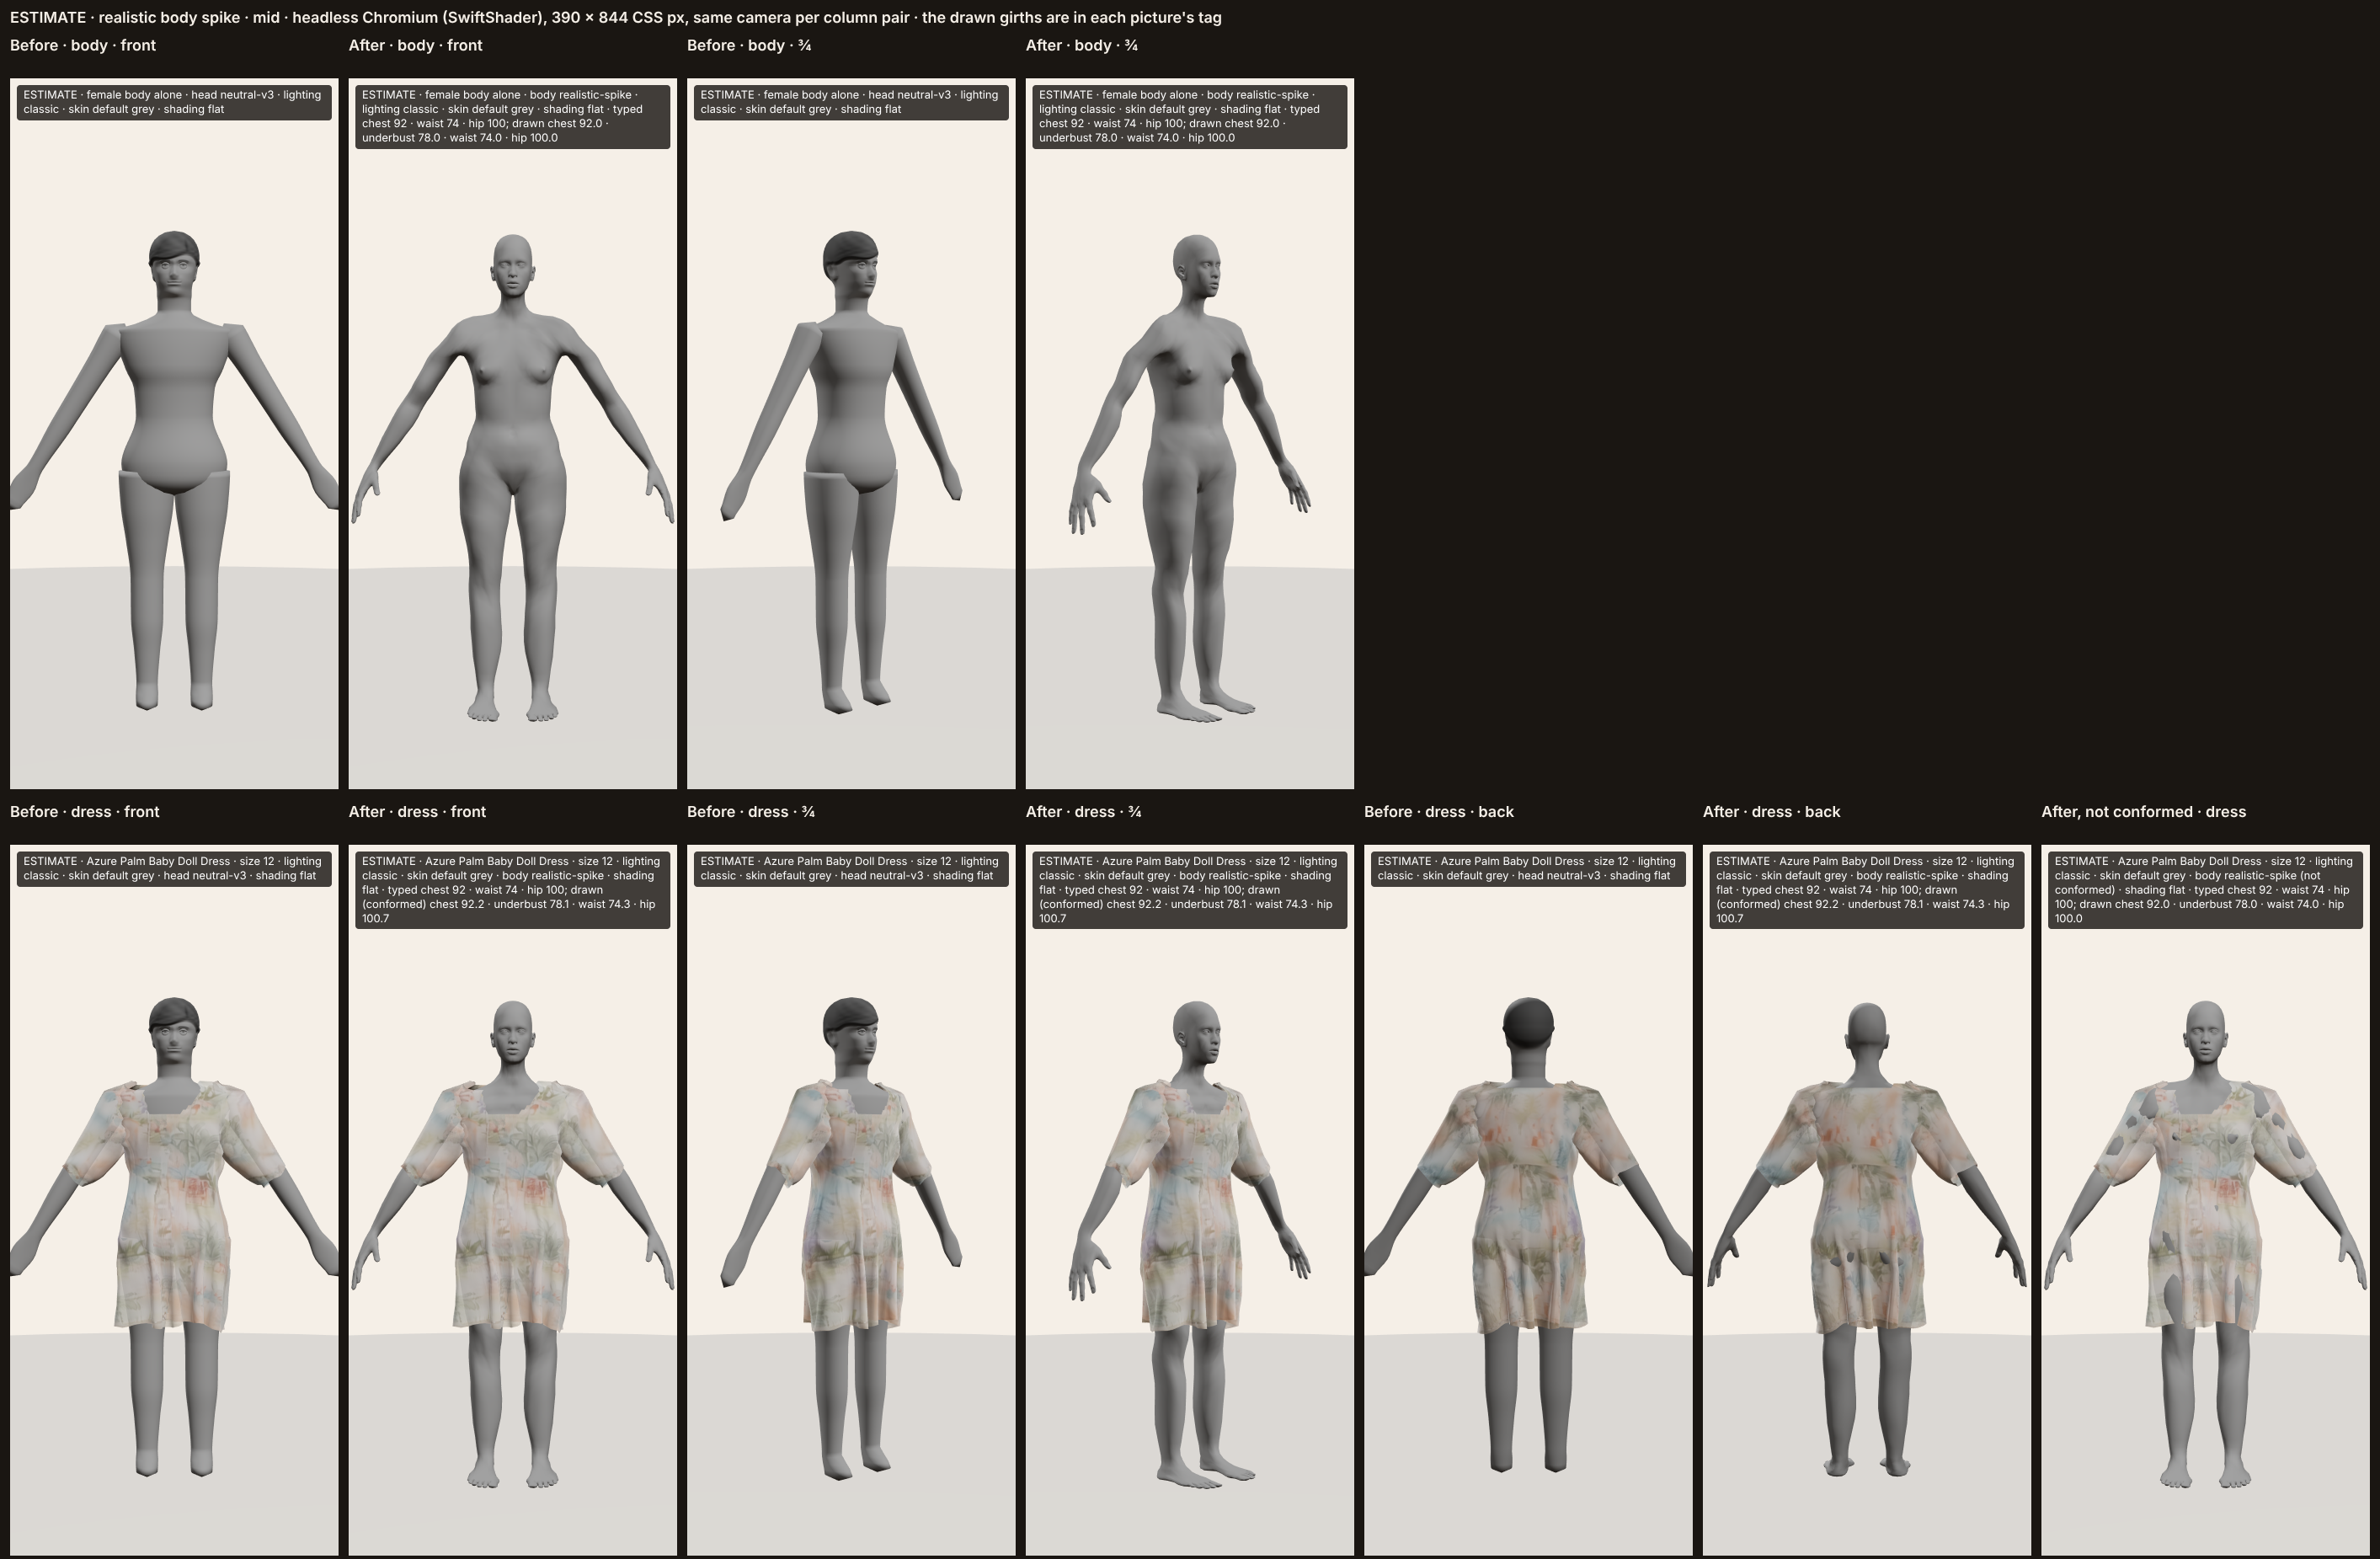 ESTIMATE · realistic body spike · mid · headless Chromium (SwiftShader), 390 × 844 CSS px, same camera per column pair · the drawn girths are in each picture's tag
Before · body · front
After · body · front
Before · body · ¾
After · body · ¾
ESTIMATE · female body alone · head neutral-v3 · lighting
classic · skin default grey · shading flat
ESTIMATE · female body alone · body realistic-spike ·
lighting classic · skin default grey · shading flat · typed
chest 92 · waist 74 · hip 100; drawn chest 92.0 ·
underbust 78.0 · waist 74.0 · hip 100.0
ESTIMATE · female body alone · head neutral-v3 · lighting
classic · skin default grey · shading flat
ESTIMATE · female body alone · body realistic-spike ·
lighting classic · skin default grey · shading flat · typed
chest 92 · waist 74 · hip 100; drawn chest 92.0 ·
underbust 78.0 · waist 74.0 · hip 100.0
Before · dress · front
After · dress · front
Before · dress · ¾
After · dress · ¾
Before · dress · back
After · dress · back
After, not conformed · dress
ESTIMATE · Azure Palm Baby Doll Dress · size 12 · lighting
classic · skin default grey · head neutral-v3 · shading flat
ESTIMATE · Azure Palm Baby Doll Dress · size 12 · lighting
classic · skin default grey · body realistic-spike · shading
flat · typed chest 92 · waist 74 · hip 100; drawn
(conformed) chest 92.2 · underbust 78.1 · waist 74.3 · hip
100.7
ESTIMATE · Azure Palm Baby Doll Dress · size 12 · lighting
classic · skin default grey · head neutral-v3 · shading flat
ESTIMATE · Azure Palm Baby Doll Dress · size 12 · lighting
classic · skin default grey · body realistic-spike · shading
flat · typed chest 92 · waist 74 · hip 100; drawn
(conformed) chest 92.2 · underbust 78.1 · waist 74.3 · hip
100.7
ESTIMATE · Azure Palm Baby Doll Dress · size 12 · lighting
classic · skin default grey · head neutral-v3 · shading flat
ESTIMATE · Azure Palm Baby Doll Dress · size 12 · lighting
classic · skin default grey · body realistic-spike · shading
flat · typed chest 92 · waist 74 · hip 100; drawn
(conformed) chest 92.2 · underbust 78.1 · waist 74.3 · hip
100.7
ESTIMATE · Azure Palm Baby Doll Dress · size 12 · lighting
classic · skin default grey · body realistic-spike (not
conformed) · shading flat · typed chest 92 · waist 74 · hip
100; drawn chest 92.0 · underbust 78.0 · waist 74.0 · hip
100.0